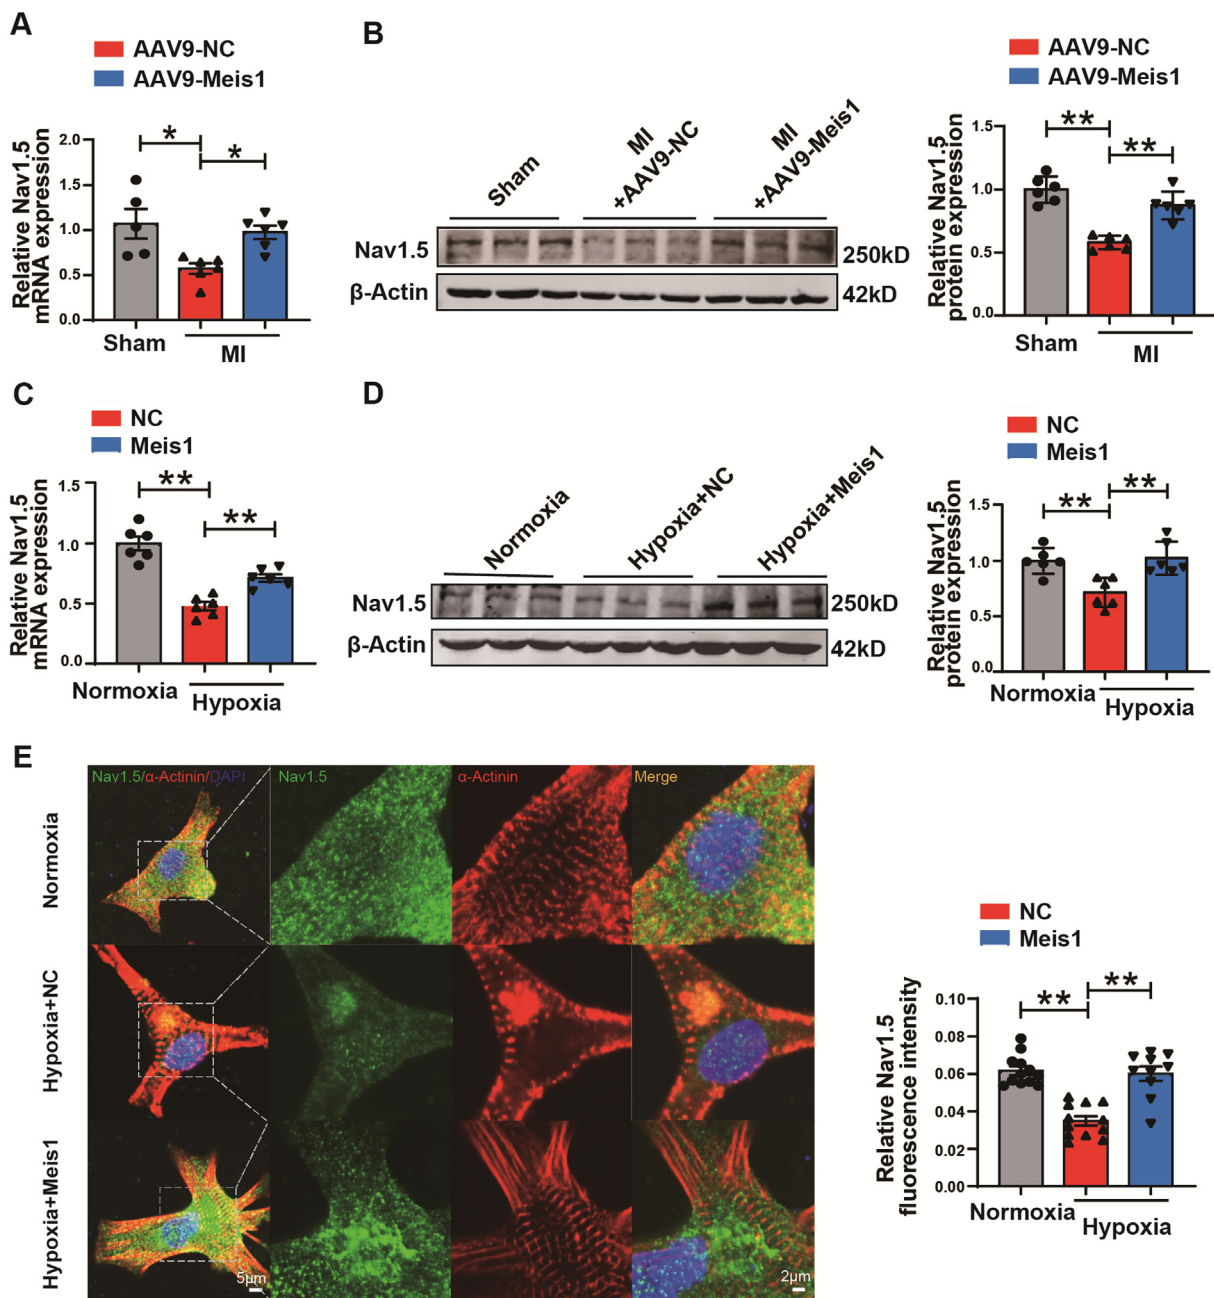 A
AAV9-NC
AAV9-Meis1
Relative Nav1.5
mRNA expression
2.0
1.5
1.0
0.5
0.0
*
*
Sham
MI
B
Sham
MI
+AAV9-NC
MI
+AAV9-Meis1
Nav1.5
250kD
β-Actin
42kD
AAV9-NC
AAV9-Meis1
Relative Nav1.5
protein expression
1.5
1.0
0.5
0.0
**
**
Sham
MI
C
NC
Meis1
Relative Nav1.5
mRNA expression
1.5
1.0
0.5
0.0
**
**
Normoxia
Hypoxia
D
Normoxia
Hypoxia+NC
Hypoxia+Meis1
Nav1.5
250kD
β-Actin
42kD
NC
Meis1
Relative Nav1.5
protein expression
1.5
1.0
0.5
0.0
**
**
Normoxia
Hypoxia
E
Nav1.5/α-Actinin/DAPI
Nav1.5
α-Actinin
Merge
Normoxia
Hypoxia+NC
Hypoxia+Meis1
5μm
2μm
NC
Meis1
Relative Nav1.5
fluorescence intensity
0.10
0.08
0.06
0.04
0.02
0.00
**
**
Normoxia
Hypoxia